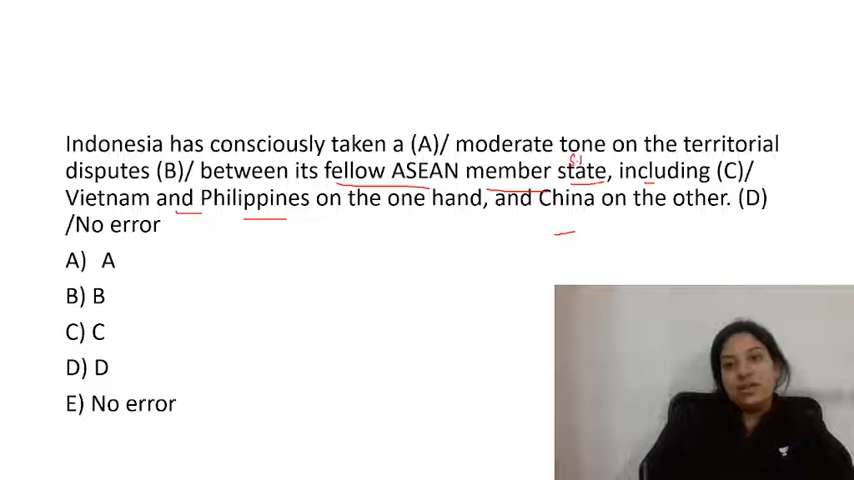 Indonesia has consciously taken a (A)/ moderate tone on the territorial
disputes (B)/ between its fellow ASEAN member state, including (C)/
Vietnam and Philippines on the one hand, and China on the other. (D)
/No error
A) A
B) B
C) C
D) D
E) No error